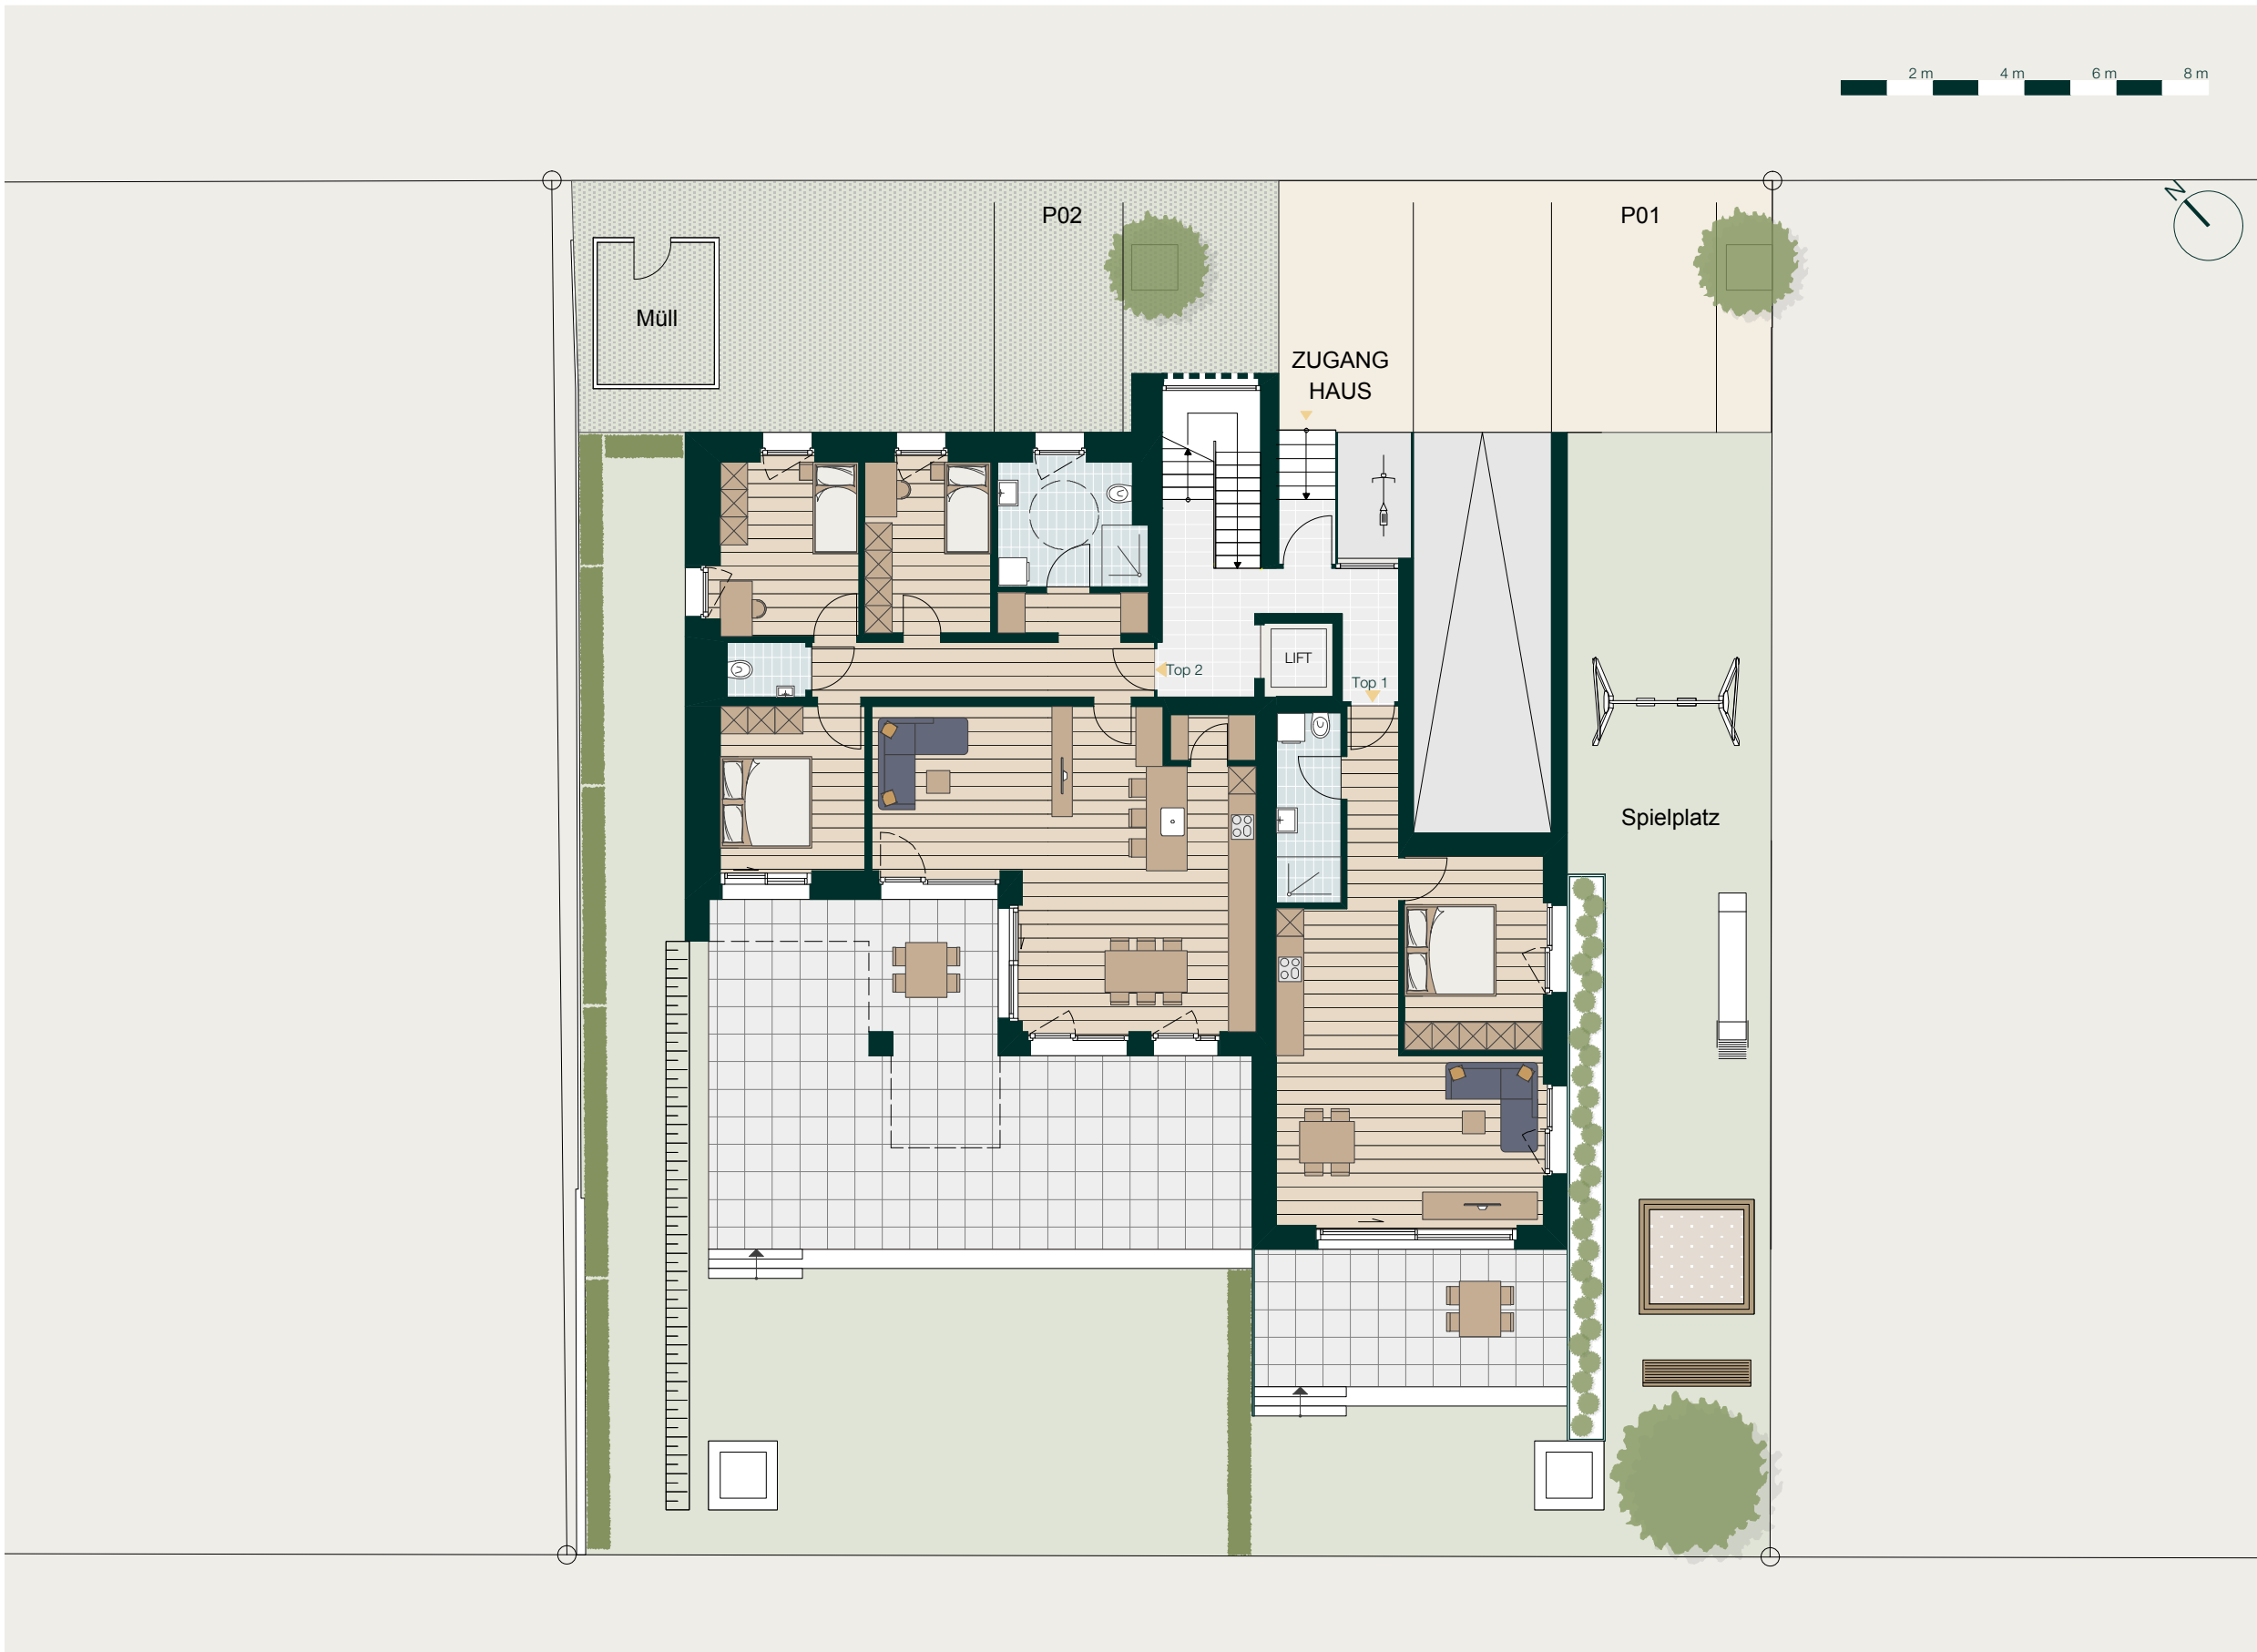 2 m 4 m 6 m 8 m
N
P02
P01
Müll
ZUGANG
HAUS
LIFT
Top 2
Top 1
Spielplatz